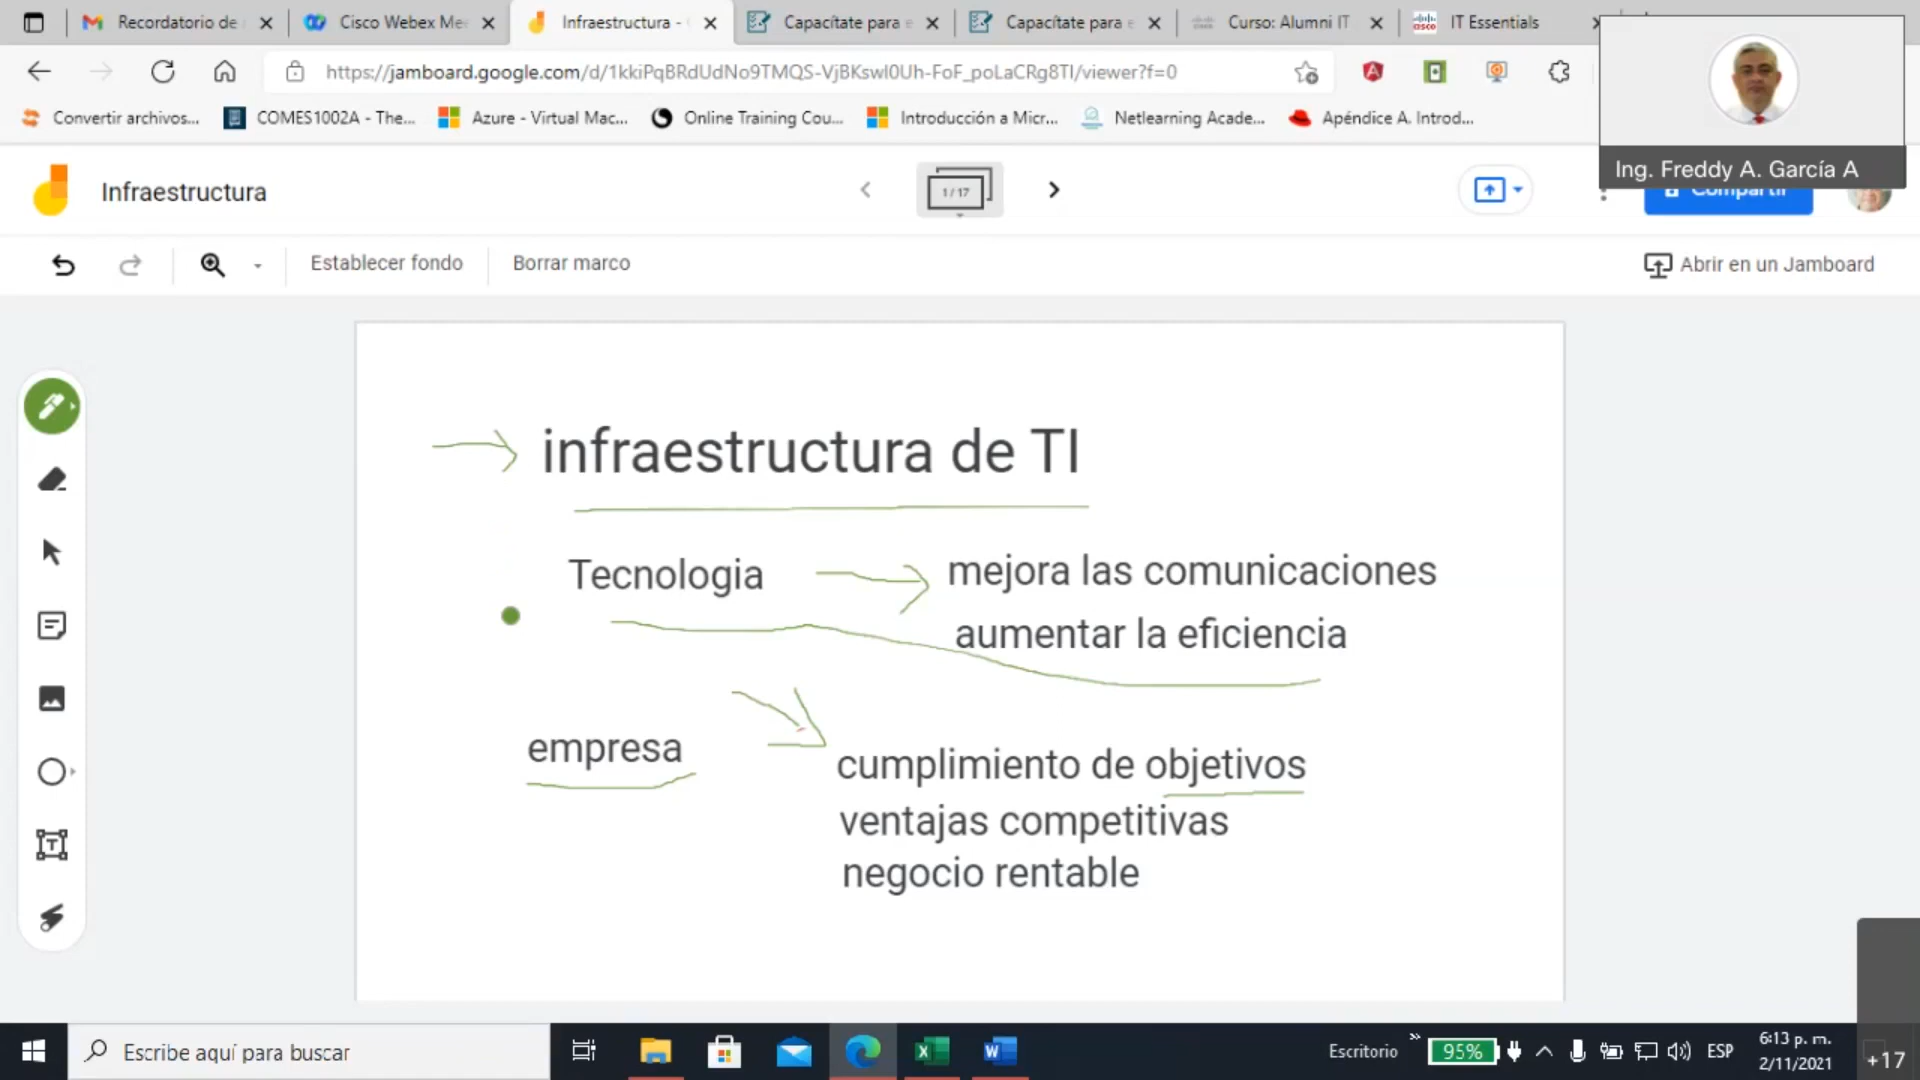 Recordatorio de
Cisco Webex Me
Infraestructura -
Capacítate para e
Capacítate para e
Curso: Alumni IT
IT Essentials
https://jamboard.google.com/d/1kkiPqBRdUdNo9TMQS-VjBKswI0Uh-FoF_poLaCRg8TI/viewer?f=0
Convertir archivos...
COMES1002A - The...
Azure - Virtual Mac...
Online Training Cou...
Introducción a Micr...
Netlearning Acade...
Apéndice A. Introd...
Ing. Freddy A. García A
Infraestructura
1 / 17
Compartir
Establecer fondo
Borrar marco
Abrir en un Jamboard
infraestructura de TI
Tecnologia
mejora las comunicaciones
aumentar la eficiencia
empresa
cumplimiento de objetivos
ventajas competitivas
negocio rentable
Escribe aquí para buscar
Escritorio
95%
ESP
6:13 p. m.
2/11/2021
+17